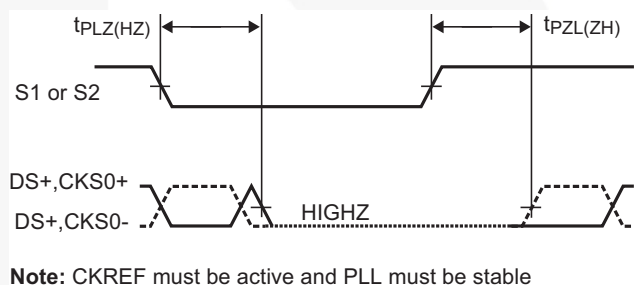 tPLZ(HZ)
tPZL(ZH)
S1 or S2
DS+,CKS0+
HIGHZ
DS+,CKS0-
Note: CKREF must be active and PLL must be stable